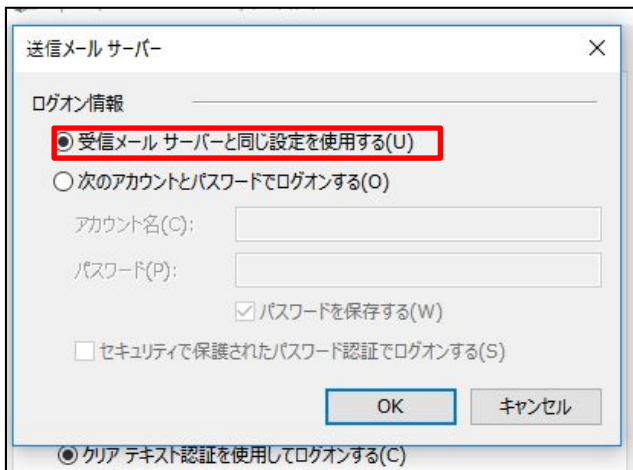 送信メール サーバー
ログオン情報
受信メール サーバーと同じ設定を使用する(U)
次のアカウントとパスワードでログオンする(O)
アカウント名(C):
パスワード(P):
パスワードを保存する(W)
セキュリティで保護されたパスワード認証でログオンする(S)
OK キャンセル
クリア テキスト認証を使用してログオンする(C)